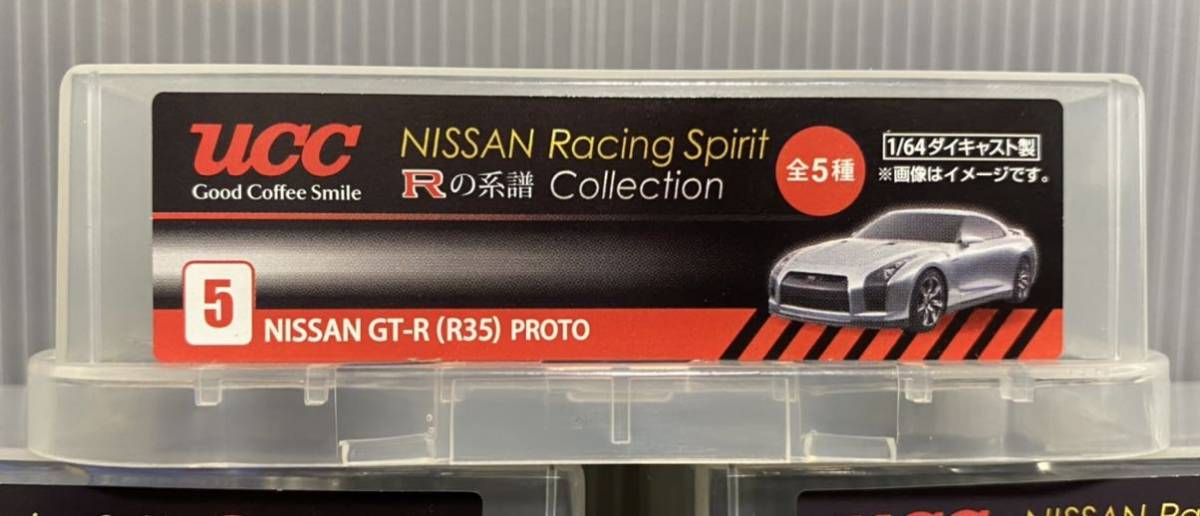 ucc
Good Coffee Smile
NISSAN Racing Spirit
Rの系譜 Collection
全5種
1/64ダイキャスト製
※画像はイメージです。
5
NISSAN GT-R (R35) PROTO
NISSAN